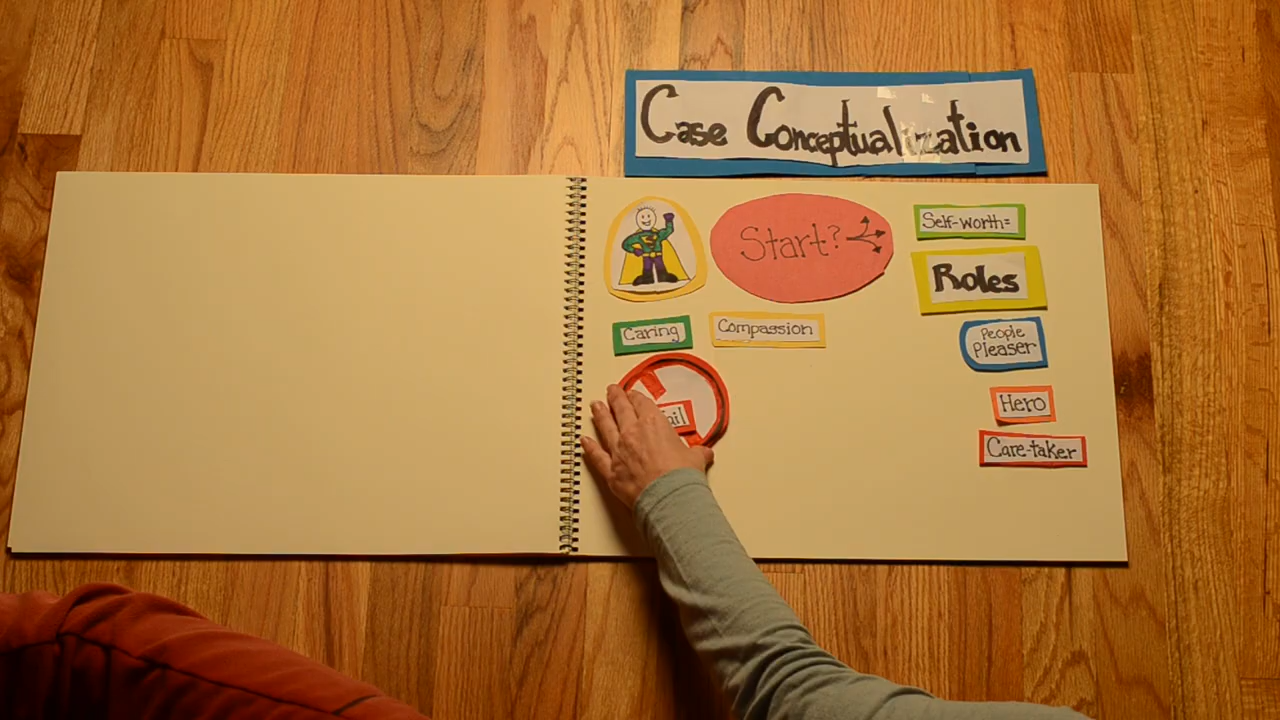 Case Conceptualization
Start?
Self-worth=
Roles
Caring
Compassion
People
Pleaser
Hero
Care-taker